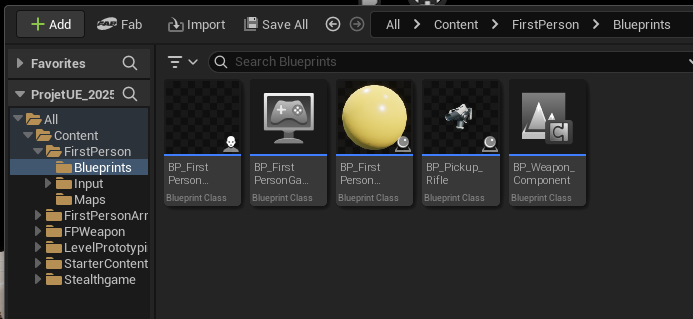 + Add
Fab
Import
Save All
All > Content > FirstPerson > Blueprints
Favorites
Search Blueprints
ProjetUE_2025
All
Content
FirstPerson
Blueprints
Input
Maps
FirstPersonArr
FPWeapon
LevelPrototypi
StarterContent
Stealthgame
BP_First
Person...
Blueprint Class
BP_First
PersonGa...
Blueprint Class
BP_First
Person...
Blueprint Class
BP_Pickup_
Rifle
Blueprint Class
BP_Weapon_
Component
Blueprint Class